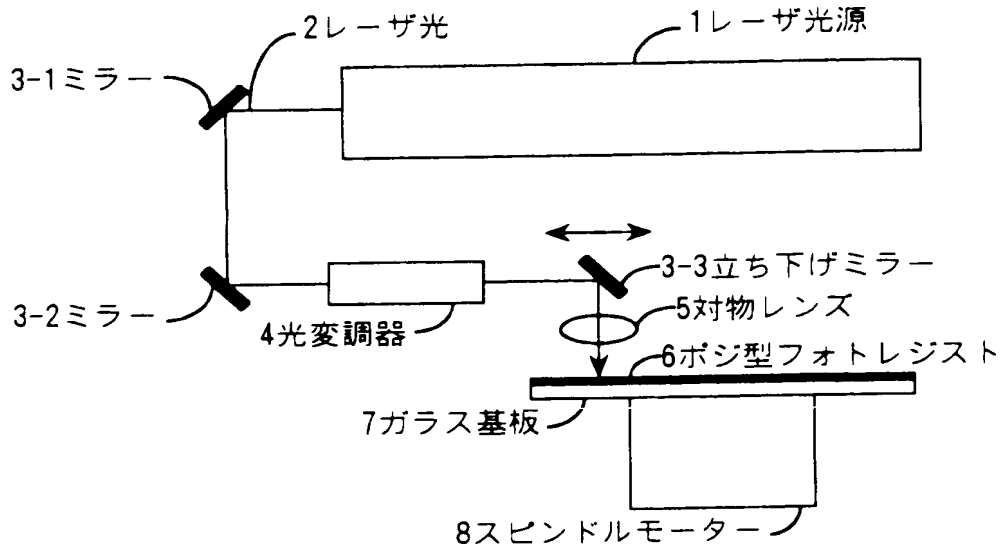 2レーザ光
1レーザ光源
3-1ミラー
3-3立ち下げミラー
3-2ミラー
4光変調器
5対物レンズ
6ポジ型フォトレジスト
7ガラス基板
8スピンドルモーター